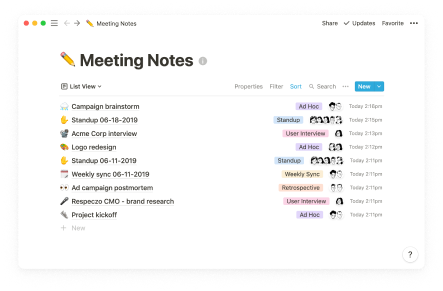 Meeting Notes
Share Updates Favorite
Meeting Notes
List View Properties Filter Sort Search New
Campaign brainstorm Ad Hoc Today 2:18pm
Standup 06-18-2019 Standup Today 2:11pm
Acme Corp interview User Interview Today 2:13pm
Logo redesign Ad Hoc Today 3:12pm
Standup 06-11-2019 Standup Today 2:11pm
Weekly sync 06-11-2019 Weekly Sync Today 2:11pm
Ad campaign postmortem Retrospective Today 2:11pm
Respeczo CMO - brand research User Interview Today 2:11pm
Project kickoff Ad Hoc Today 2:11pm
+ New
?